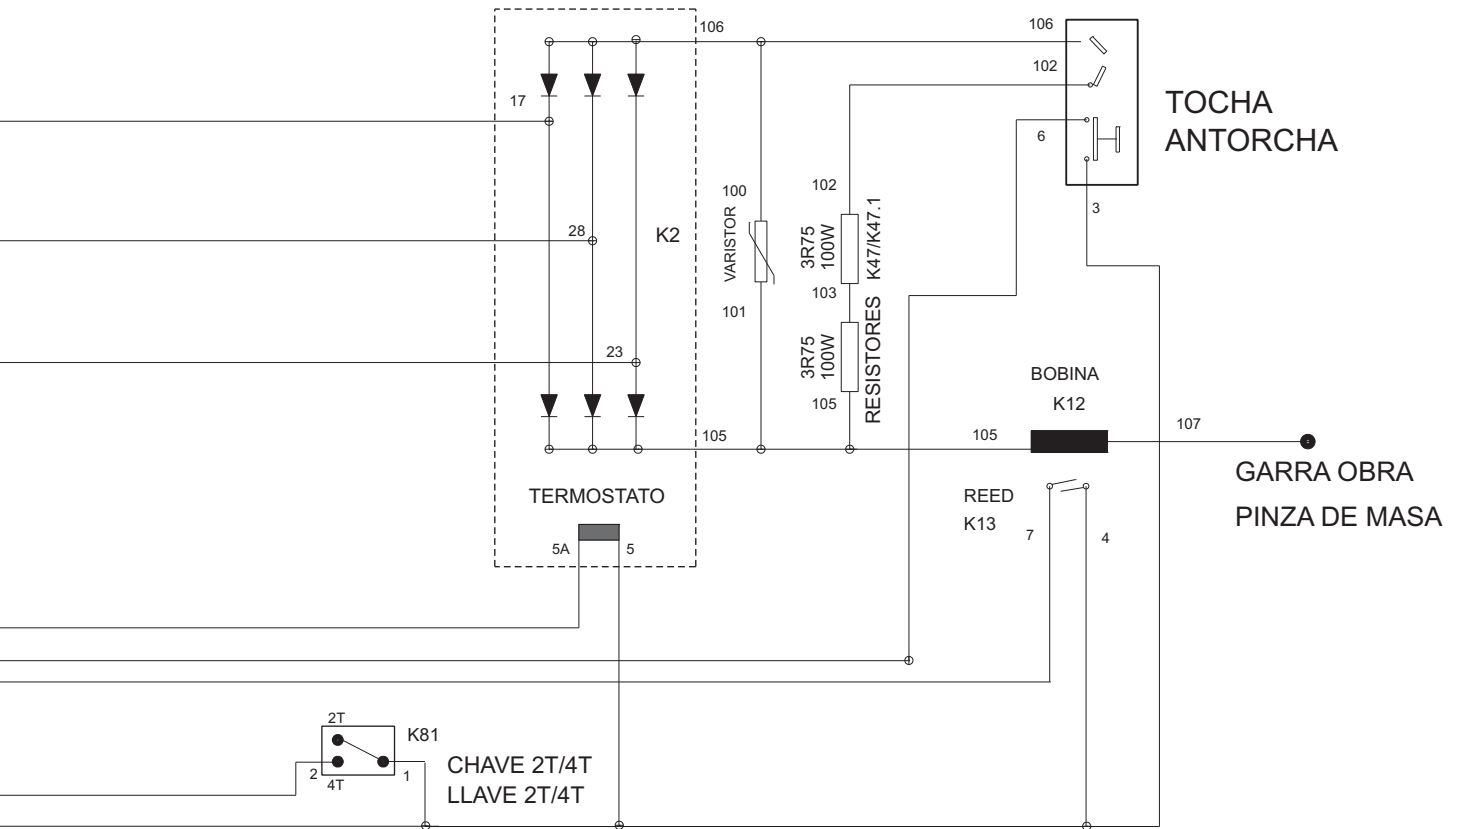 106
106
102
17
TOCHA
ANTORCHA
6
100
102
3
VARISTOR
3R75
100W
K47/K47.1
28
K2
103
101
RESISTORES
23
3R75
100W
105
BOBINA
K12
105
105
107
GARRA OBRA
PINZA DE MASA
TERMOSTATO
REED
K13
7
4
5A
5
2T
K81
2
4T
1
CHAVE 2T/4T
LLAVE 2T/4T